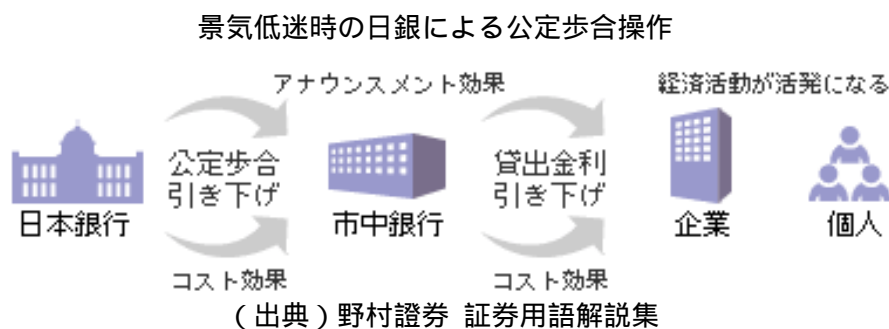 景気低迷時の日銀による公定歩合操作
アナウンスメント効果
経済活動が活発になる
公定歩合
引き下げ
貸出金利
引き下げ
日本銀行
市中銀行
企業
個人
コスト効果
コスト効果
（出典）野村證券 証券用語解説集